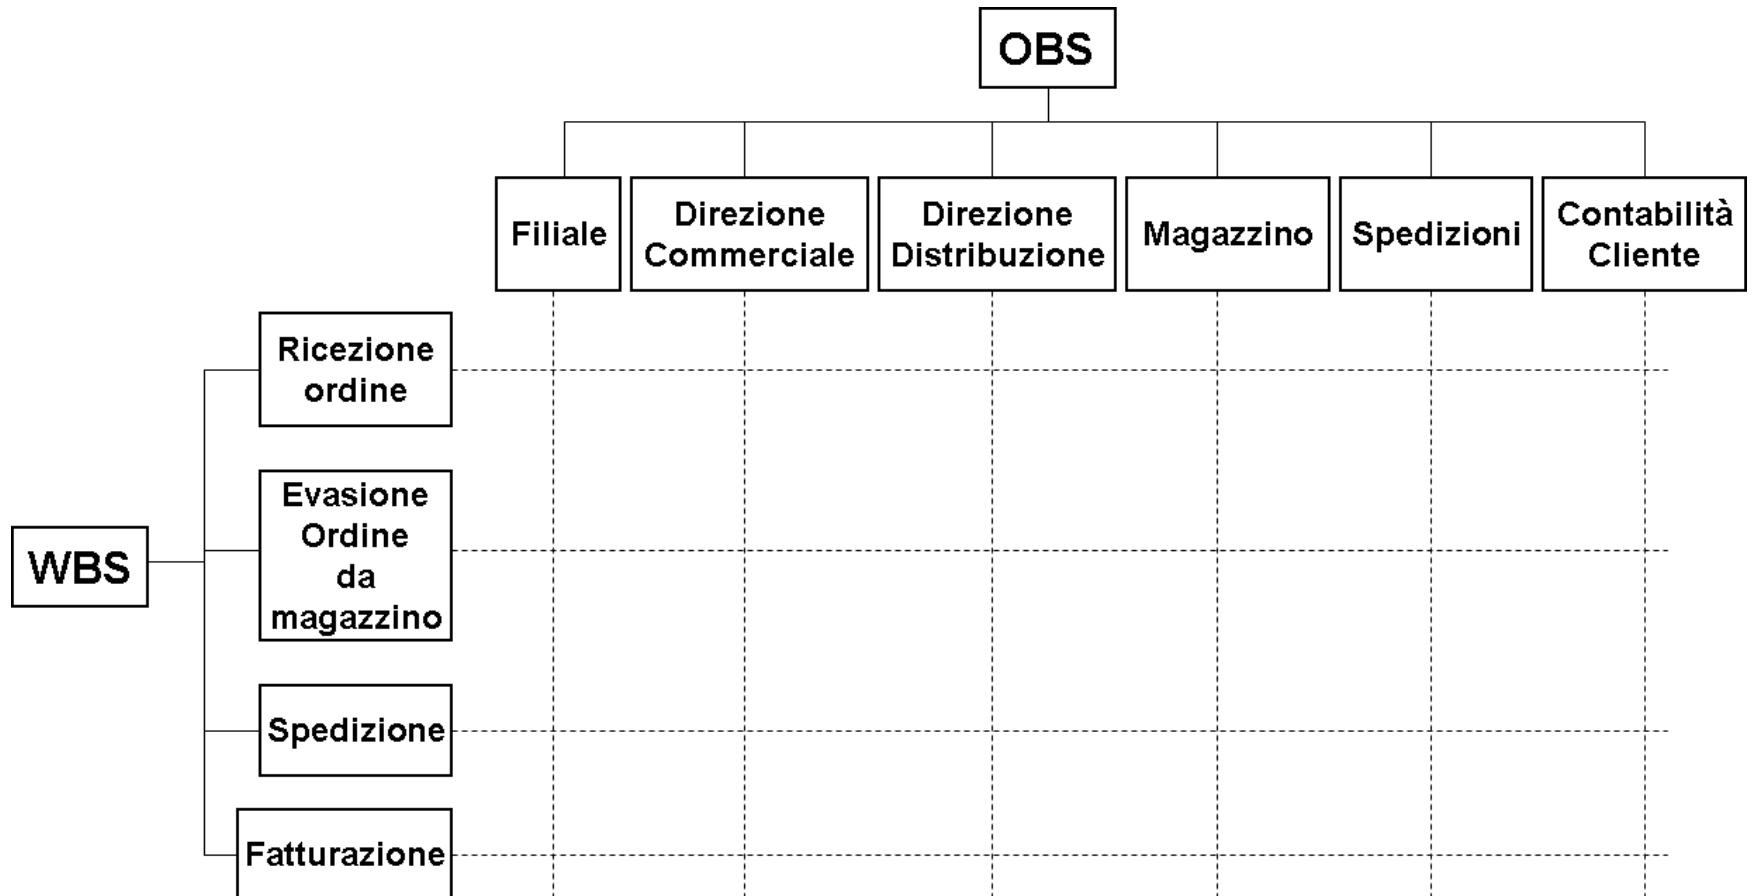 OBS
Filiale
Direzione
Commerciale
Direzione
Distribuzione
Magazzino
Spedizioni
Contabilità
Cliente
Ricezione
ordine
Evasione
Ordine
da
magazzino
WBS
Spedizione
Fatturazione